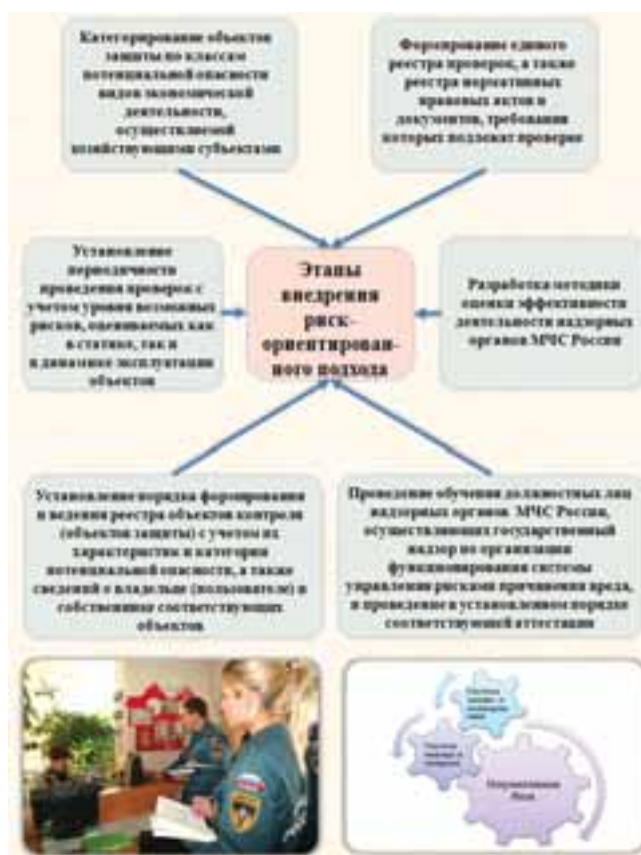 Категорирование объектов
защиты по классам
потенциальной опасности
видов экономической
деятельности,
осуществляемой
хозяйствующими субъектами
Формирование единого
реестра проверок, а также
реестра нормативных
правовых актов и
документов, требования
которых подлежат проверке
Установление
периодичности
проведения проверок с
учетом уровня возможных
рисков, оцениваемых как
в статике, так и
в динамике эксплуатации
объектов
Этапы
внедрения
риск-
ориентирован-
ного подхода
Разработка методики
оценки эффективности
деятельности надзорных
органов МЧС России
Установление порядка формирования
и ведения реестра объектов контроля
(объектов защиты) с учетом их
характеристик и категории
потенциальной опасности, а также
сведений о владельце (пользователе) и
собственнике соответствующих
объектов
Проведение обучения должностных лиц
надзорных органов МЧС России,
осуществляющих государственный
надзор по организации
функционирования системы
управления рисками причинения вреда,
и проведение в установленном порядке
соответствующей аттестации